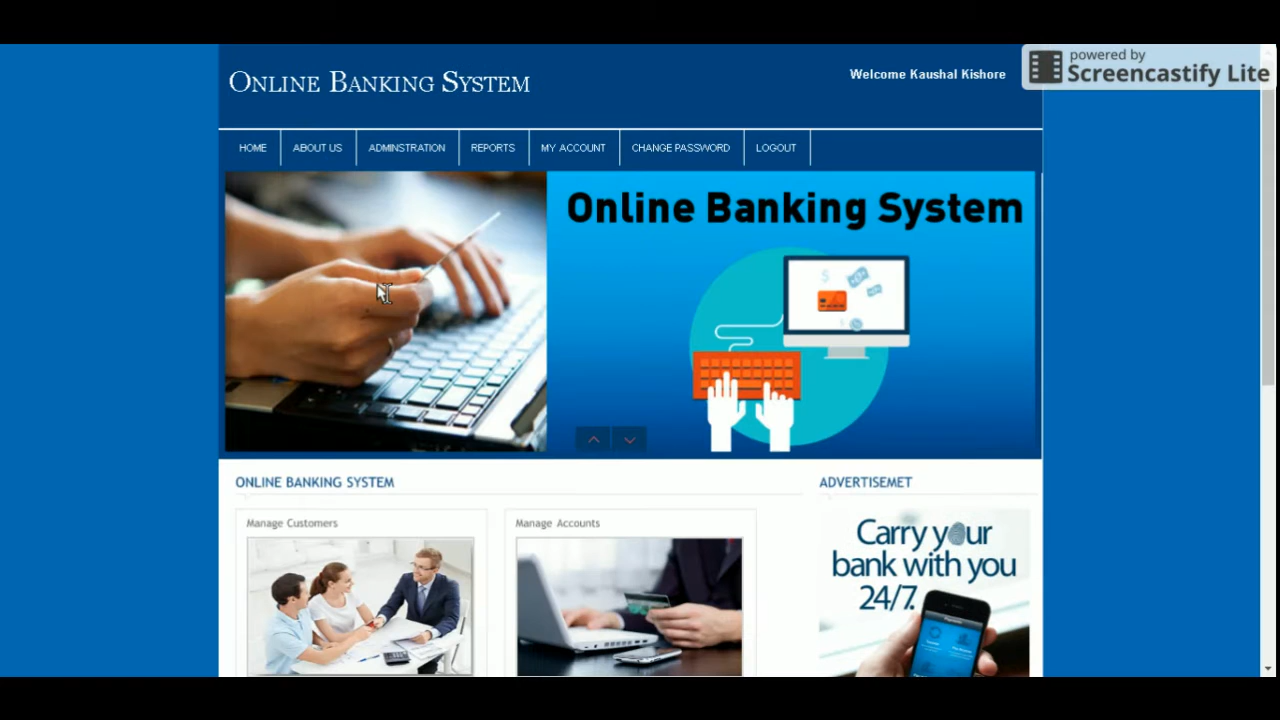 powered by
Screencastify Lite
Welcome Kaushal Kishore
ONLINE BANKING SYSTEM
HOME ABOUT US ADMINSTRATION REPORTS MY ACCOUNT CHANGE PASSWORD LOGOUT
Online Banking System
ONLINE BANKING SYSTEM
ADVERTISEMET
Manage Customers
Manage Accounts
Carry your
bank with you
24/7.